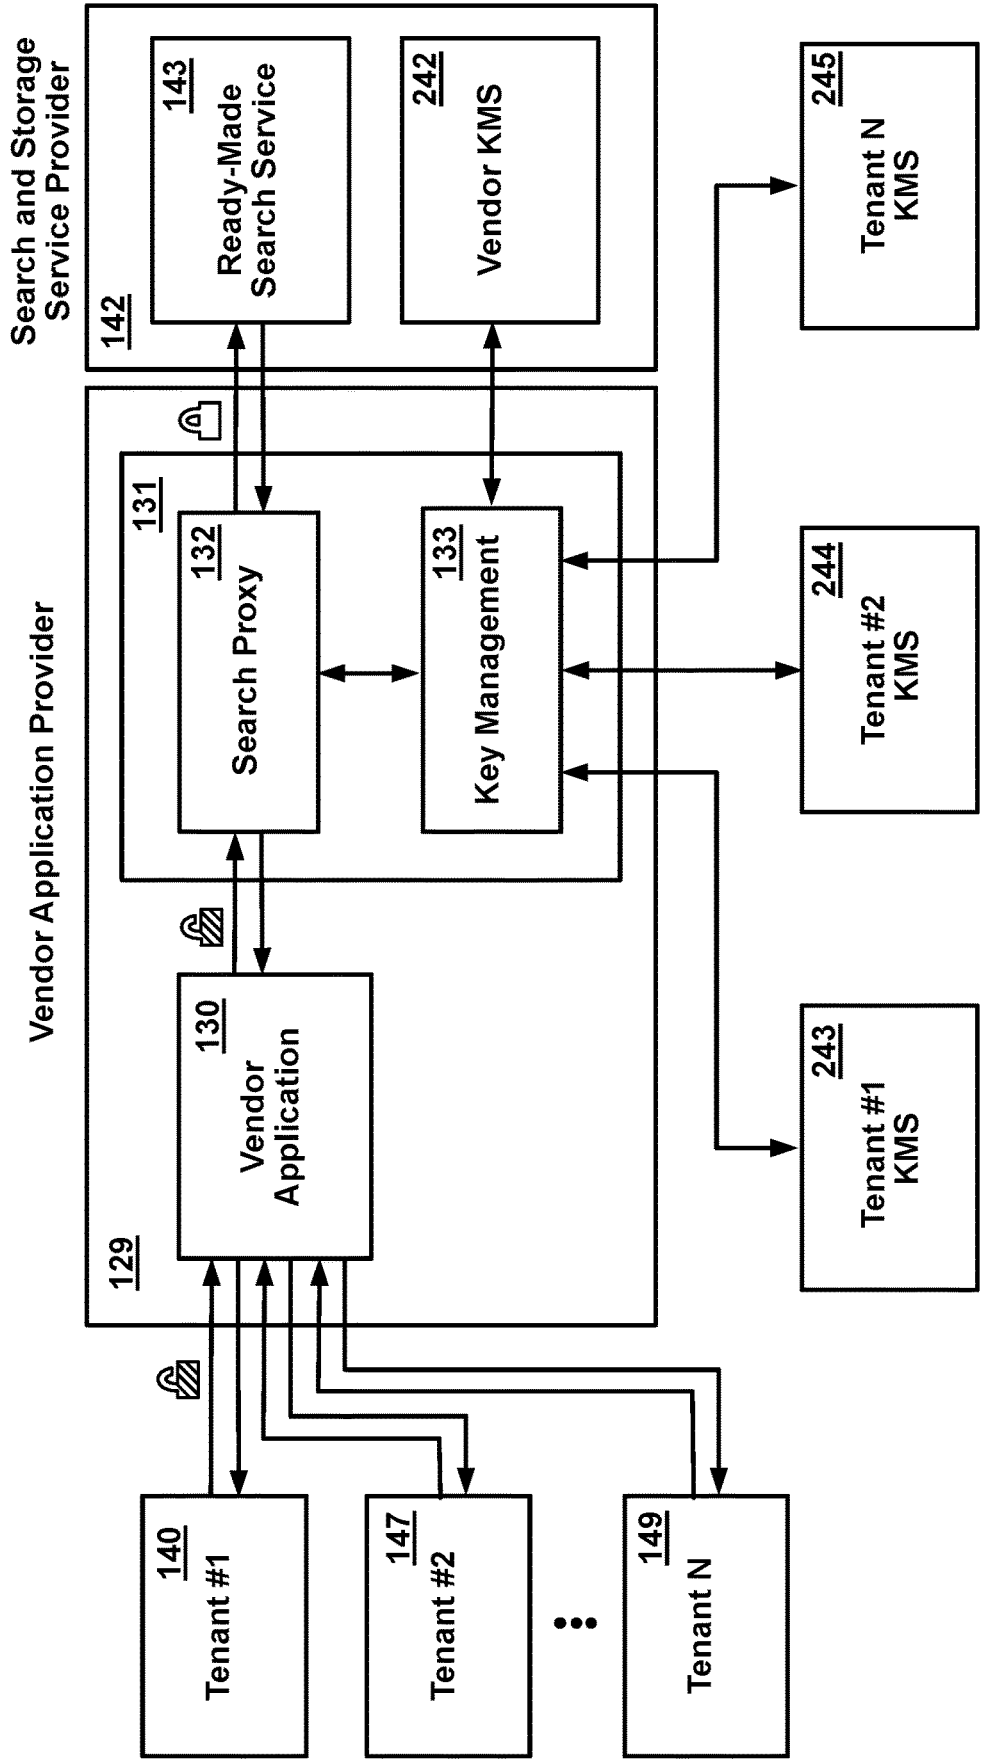 Vendor Application Provider
Search and Storage
Service Provider
129
142
131
140
Tenant #1
130
Vendor
Application
132
Search Proxy
143
Ready-Made
Search Service
147
Tenant #2
133
Key Management
242
Vendor KMS
149
Tenant N
243
Tenant #1
KMS
244
Tenant #2
KMS
245
Tenant N
KMS